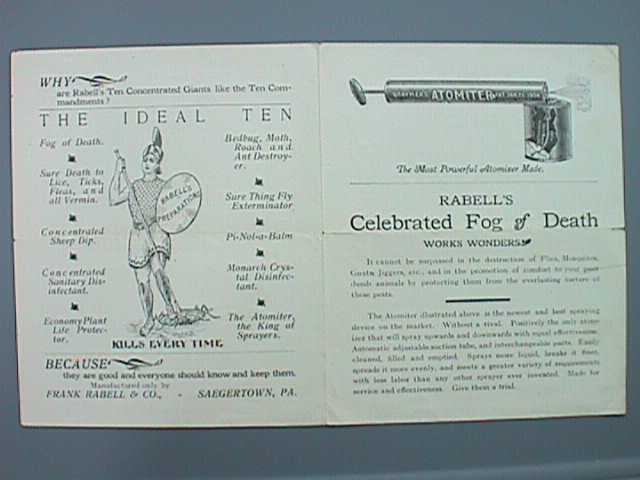 WHY
are Rabell's Ten Concentrated Giants like the Ten Com-
mandments?
THE IDEAL TEN
Fog of Death.
Sure Death to
Lice, Ticks,
Fleas, and
all Vermin.
Concentrated
Sheep Dip.
Concentrated
Sanitary Dis-
infectant.
Economy Plant
Life Protec-
tor.
RABELL'S
PREPARATIONS
Bedbug, Moth,
Roach and
Ant Destroy-
er.
Sure Thing Fly
Exterminator
Pi-Nol-a-Balm
Monarch Crys-
tal Disinfec-
tant.
The Atomiter,
the King of
Sprayers.
KILLS EVERY TIME
BECAUSE
they are good and everyone should know and keep them.
Manufactured only by
FRANK RABELL & CO., - SAEGERTOWN, PA.
ATOMITER
The Most Powerful Atomiser Made.
RABELL'S
Celebrated Fog of Death
WORKS WONDERS
It cannot be surpassed in the destruction of Flies, Mosquitos,
Gnats, Jiggers, etc., and in the promotion of comfort to your poor
dumb animals by protecting them from the everlasting torture of
these pests.
The Atomiter illustrated above is the newest and best spraying
device on the market. Without a rival. Positively the only atom-
iter that will spray upwards and downwards with equal effectiveness.
Automatic adjustable suction tube, and interchangeable parts. Easily
cleaned, filled and emptied. Sprays more liquid, breaks it finer,
spreads it more evenly, and meets a greater variety of requirements
with less labor than any other sprayer ever invented. Made for
service and effectiveness. Give them a trial.